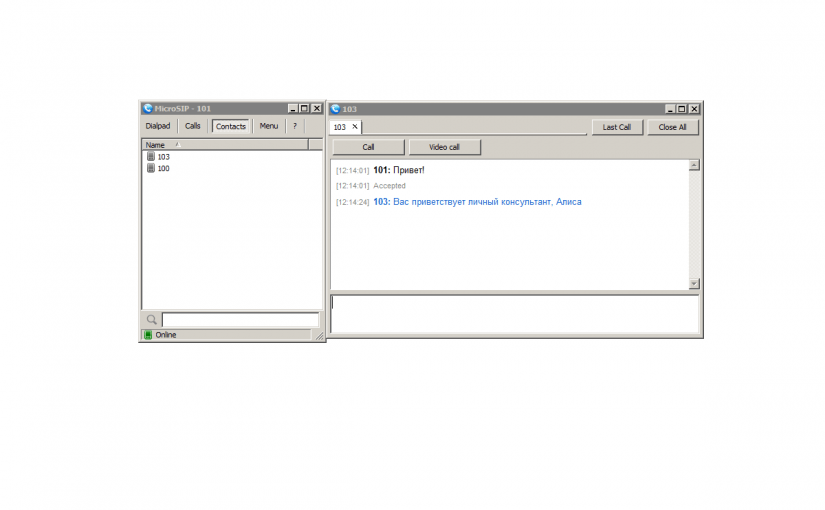 MicroSIP - 101
Dialpad Calls Contacts Menu ?
Name
103
100
Online
103
103 X Last Call Close All
Call Video call
[12:14:01] 101: Привет!
[12:14:01] Accepted
[12:14:24] 103: Вас приветствует личный консультант, Алиса